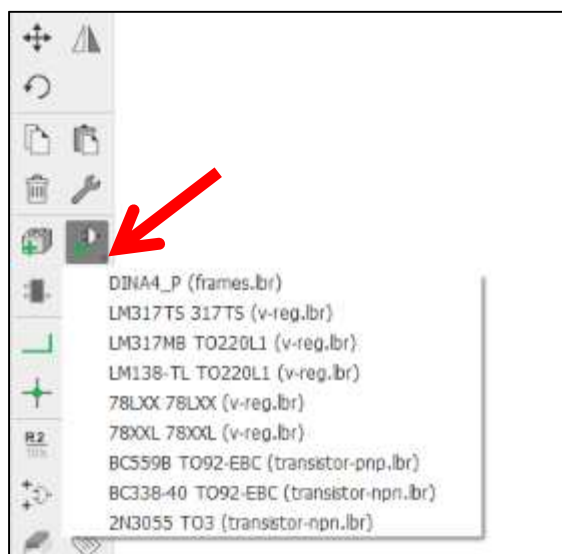 DINA4_P (frames.lbr)
LM317TS 317TS (v-reg.lbr)
LM317MB TO220L1 (v-reg.lbr)
LM138-TL TO220L1 (v-reg.lbr)
78LXX 78LXX (v-reg.lbr)
78XXL 78XXL (v-reg.lbr)
R2
BC559B TO92-EBC (transistor-pnp.lbr)
BC338-40 TO92-EBC (transistor-npn.lbr)
2N3055 TO3 (transistor-npn.lbr)